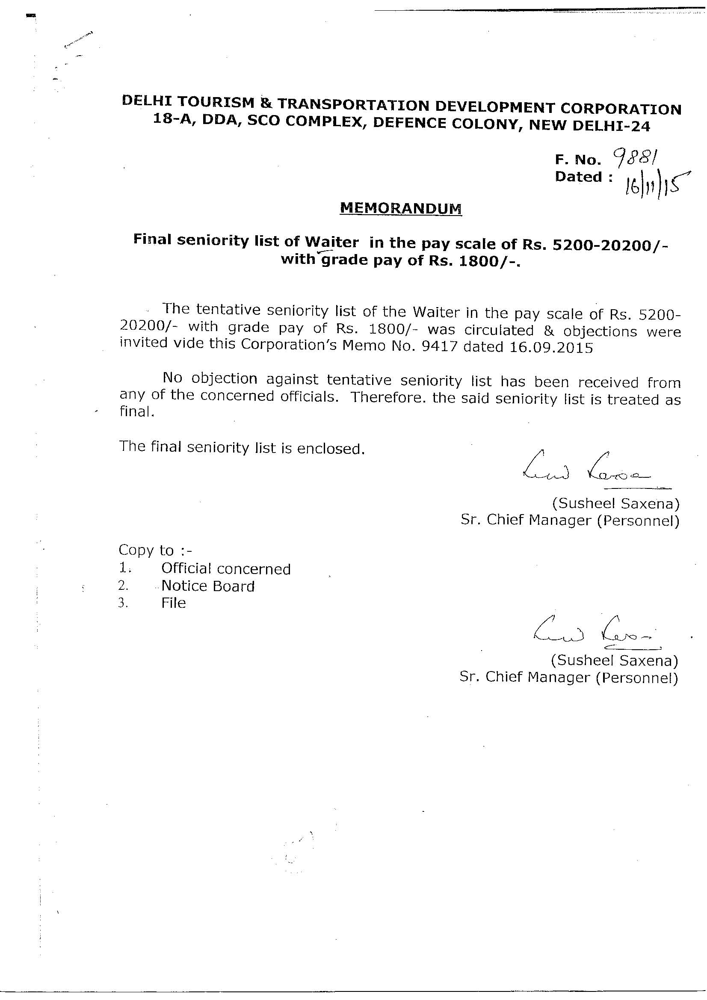 DELHI TOURISM & TRANSPORTATION DEVELOPMENT CORPORATION
18-A, DDA, SCO COMPLEX, DEFENCE COLONY, NEW DELHI-24
F. No. 9881
Dated : 16/11/15
MEMORANDUM
Final seniority list of Waiter in the pay scale of Rs. 5200-20200/-
with grade pay of Rs. 1800/-.
The tentative seniority list of the Waiter in the pay scale of Rs. 5200-
20200/- with grade pay of Rs. 1800/- was circulated & objections were
invited vide this Corporation's Memo No. 9417 dated 16.09.2015
No objection against tentative seniority list has been received from
any of the concerned officials. Therefore. the said seniority list is treated as
final.
The final seniority list is enclosed.
(Susheel Saxena)
Sr. Chief Manager (Personnel)
Copy to :-
1. Official concerned
2. Notice Board
3. File
(Susheel Saxena)
Sr. Chief Manager (Personnel)